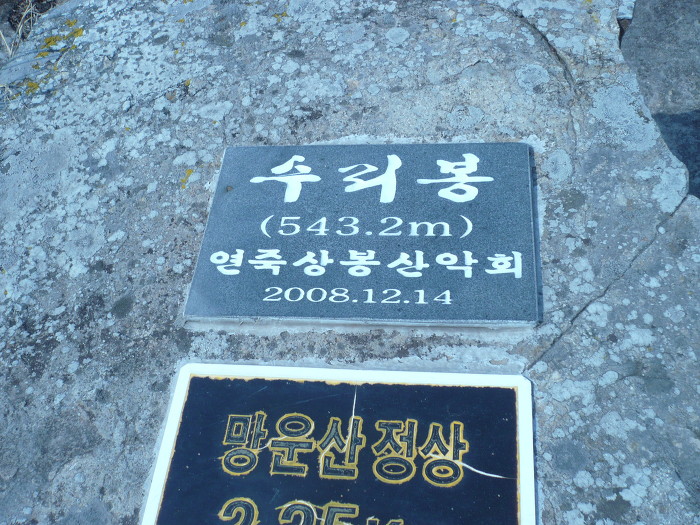 수리봉
(543.2m)
연죽상봉산악회
2008.12.14
망운산정상